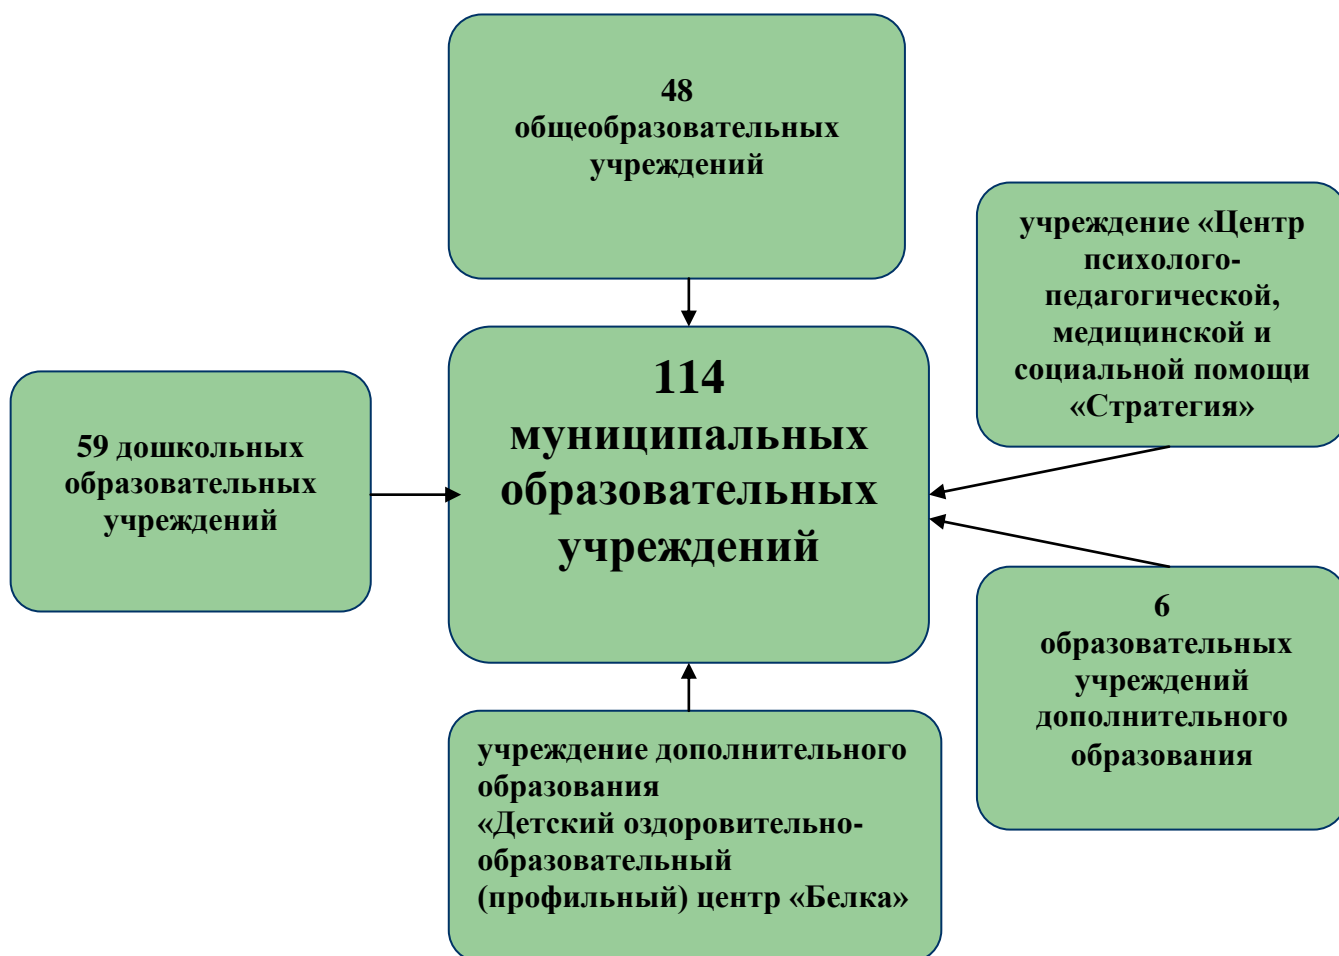 48
общеобразовательных
учреждений
учреждение «Центр
психолого-
педагогической,
медицинской и
социальной помощи
«Стратегия»
114
муниципальных
образовательных
учреждений
59 дошкольных
образовательных
учреждений
6
образовательных
учреждений
дополнительного
образования
учреждение дополнительного
образования
«Детский оздоровительно-
образовательный
(профильный) центр «Белка»